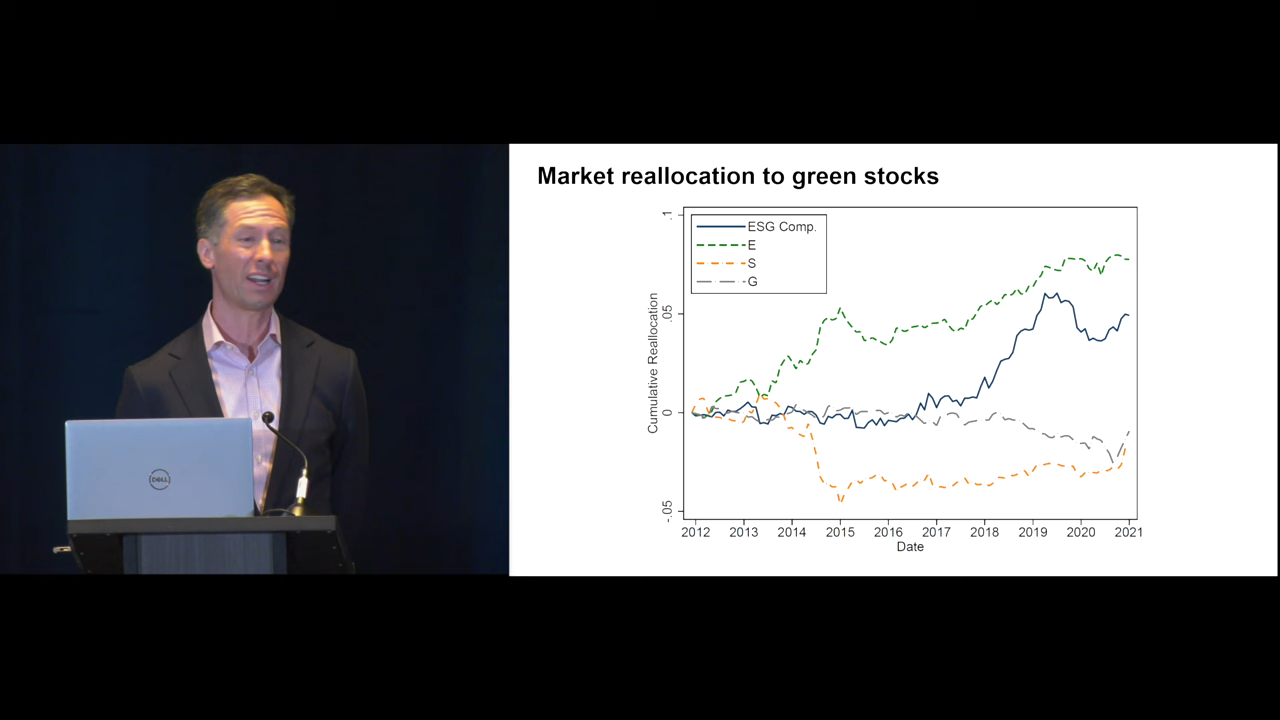 Market reallocation to green stocks
ESG Comp.
E
S
G
.1
.05
0
-.05
Cumulative Reallocation
2012 2013 2014 2015 2016 2017 2018 2019 2020 2021
Date
DELL